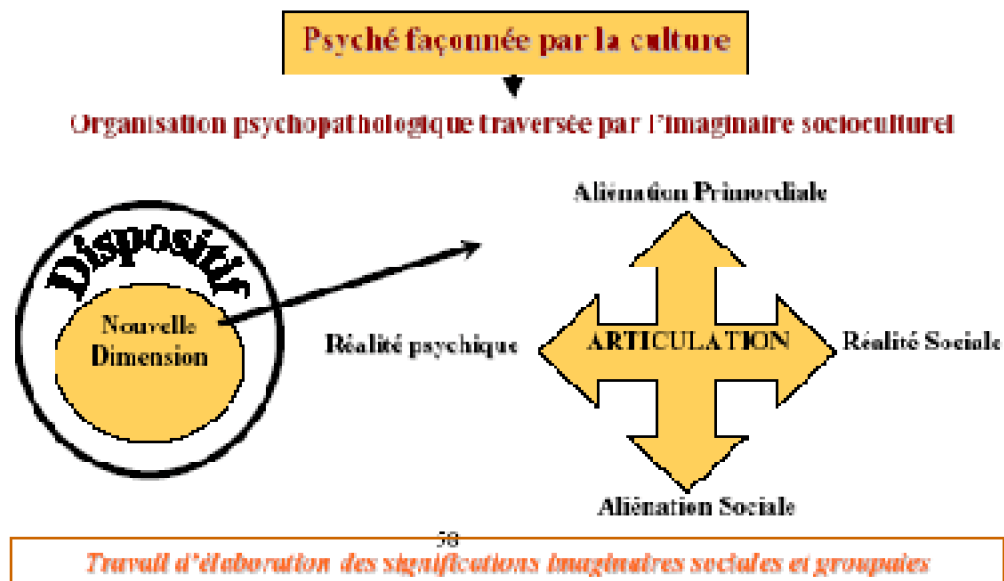 Psyché façonnée par la culture
Organisation psychopathologique traversée par l'imaginaire socioculturel
Dispositif
Nouvelle
Dimension
Aliénation Primordiale
Réalité psychique
ARTICULATION
Réalité Sociale
Aliénation Sociale
Travail d'élaboration des significations imaginaires sociales et groupales